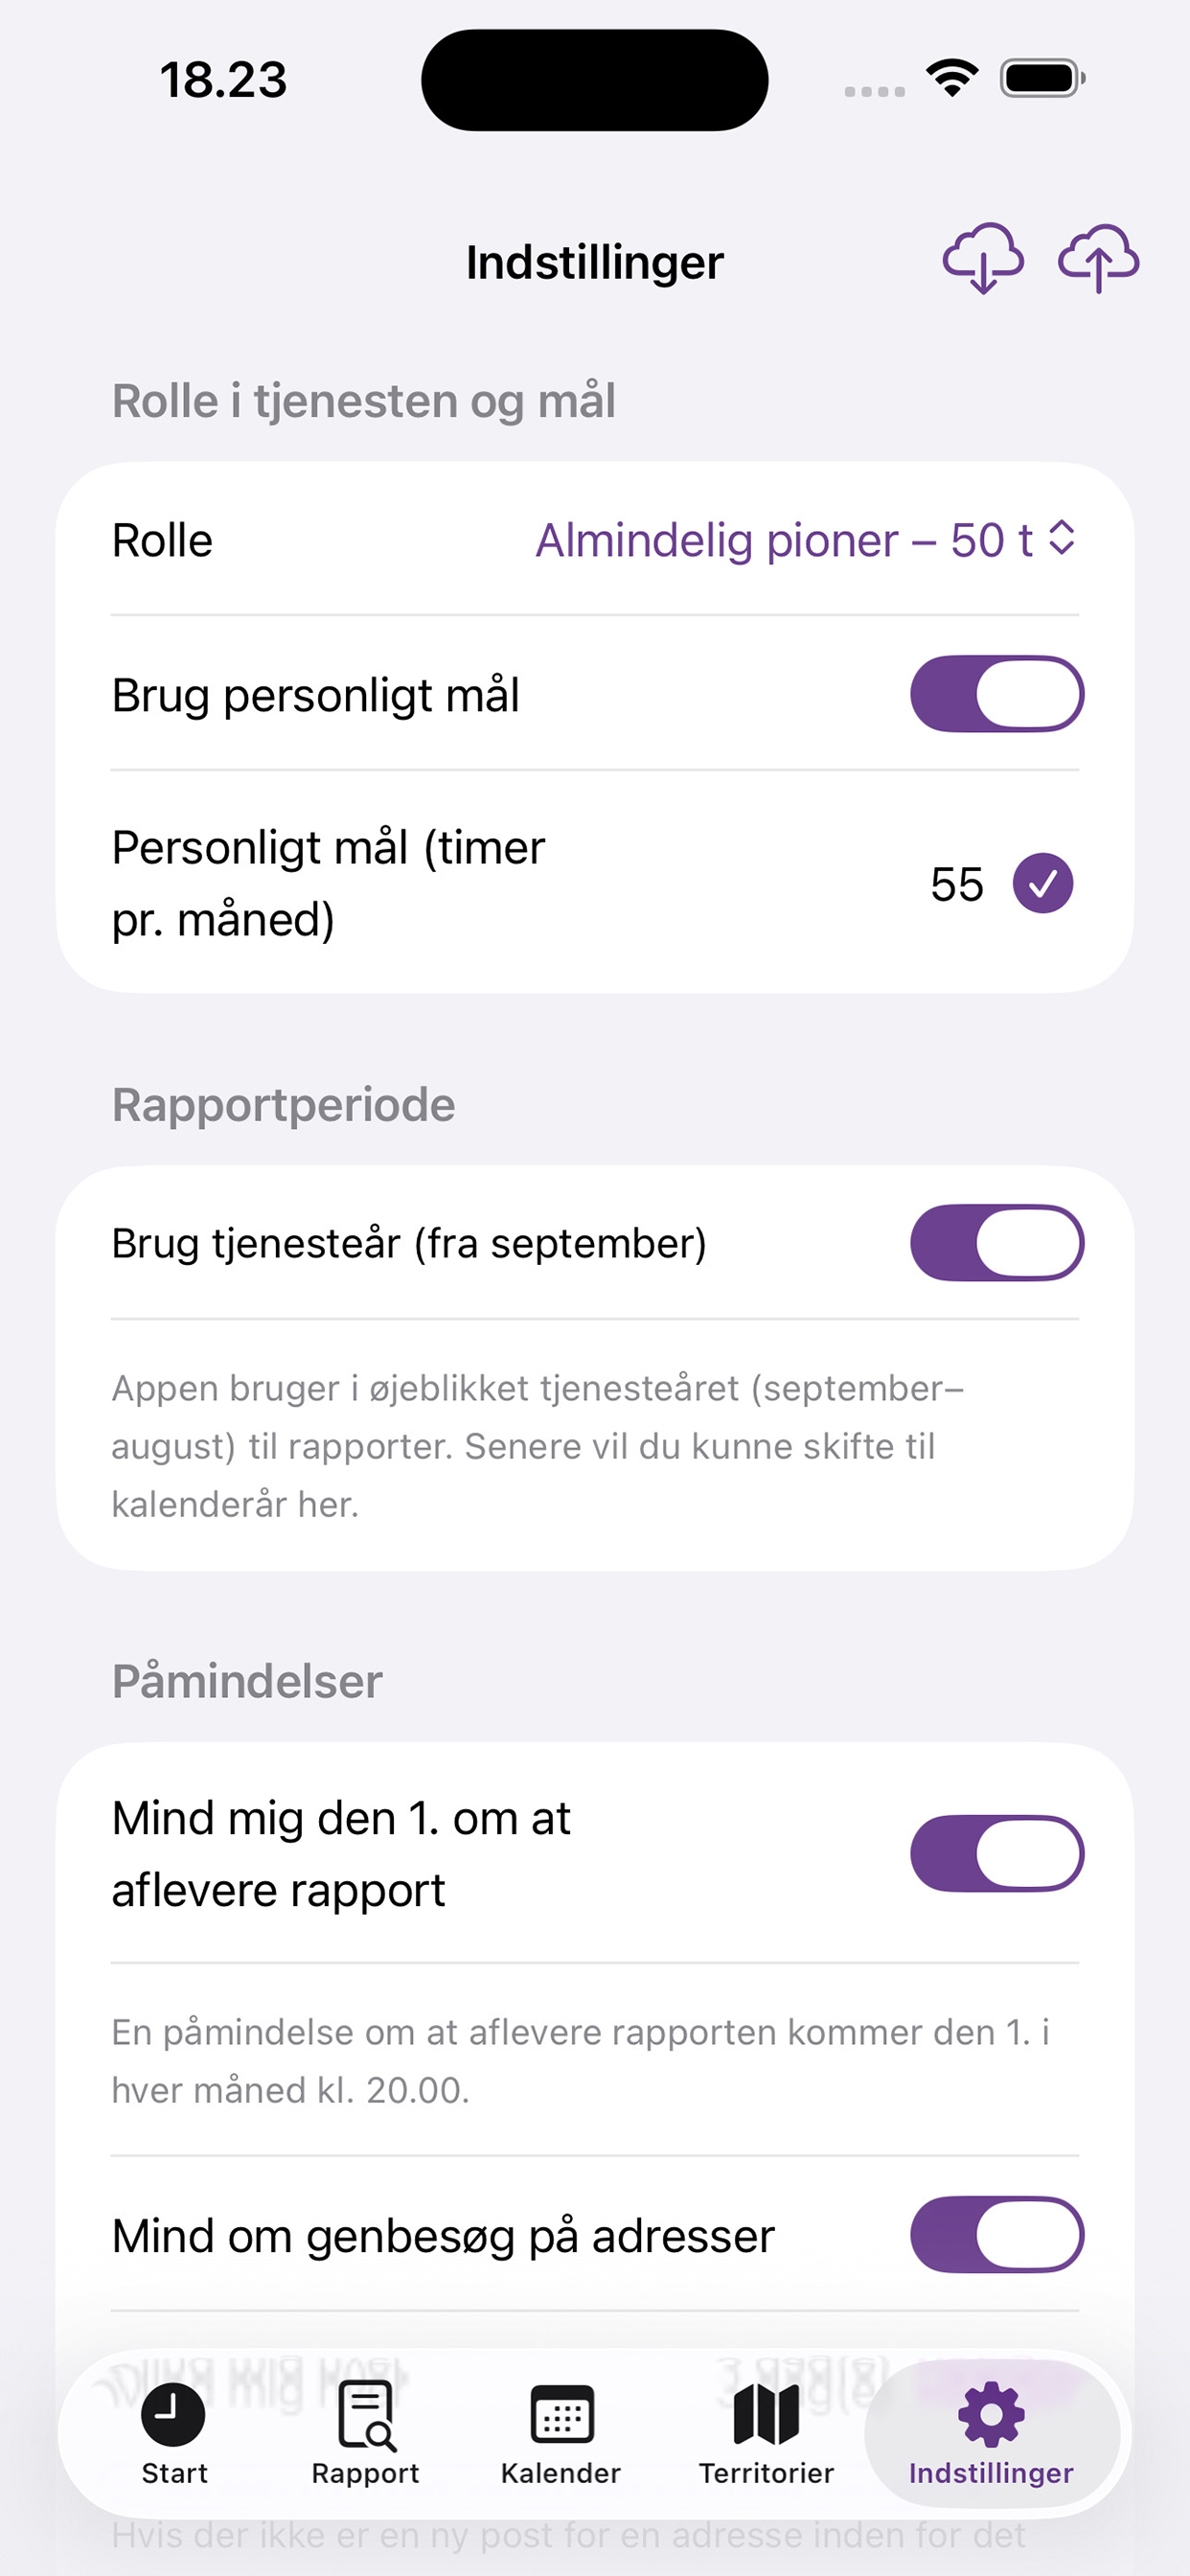 18.23
Indstillinger
Rolle i tjenesten og mål
Rolle
Almindelig pioner – 50 t
Brug personligt mål
Personligt mål (timer
pr. måned)
55
Rapportperiode
Brug tjenesteår (fra september)
Appen bruger i øjeblikket tjenesteåret (september–
august) til rapporter. Senere vil du kunne skifte til
kalenderår her.
Påmindelser
Mind mig den 1. om at
aflevere rapport
En påmindelse om at aflevere rapporten kommer den 1. i
hver måned kl. 20.00.
Mind om genbesøg på adresser
Start
Rapport
Kalender
Territorier
Indstillinger
Hvis der ikke er en ny post for en adresse inden for det